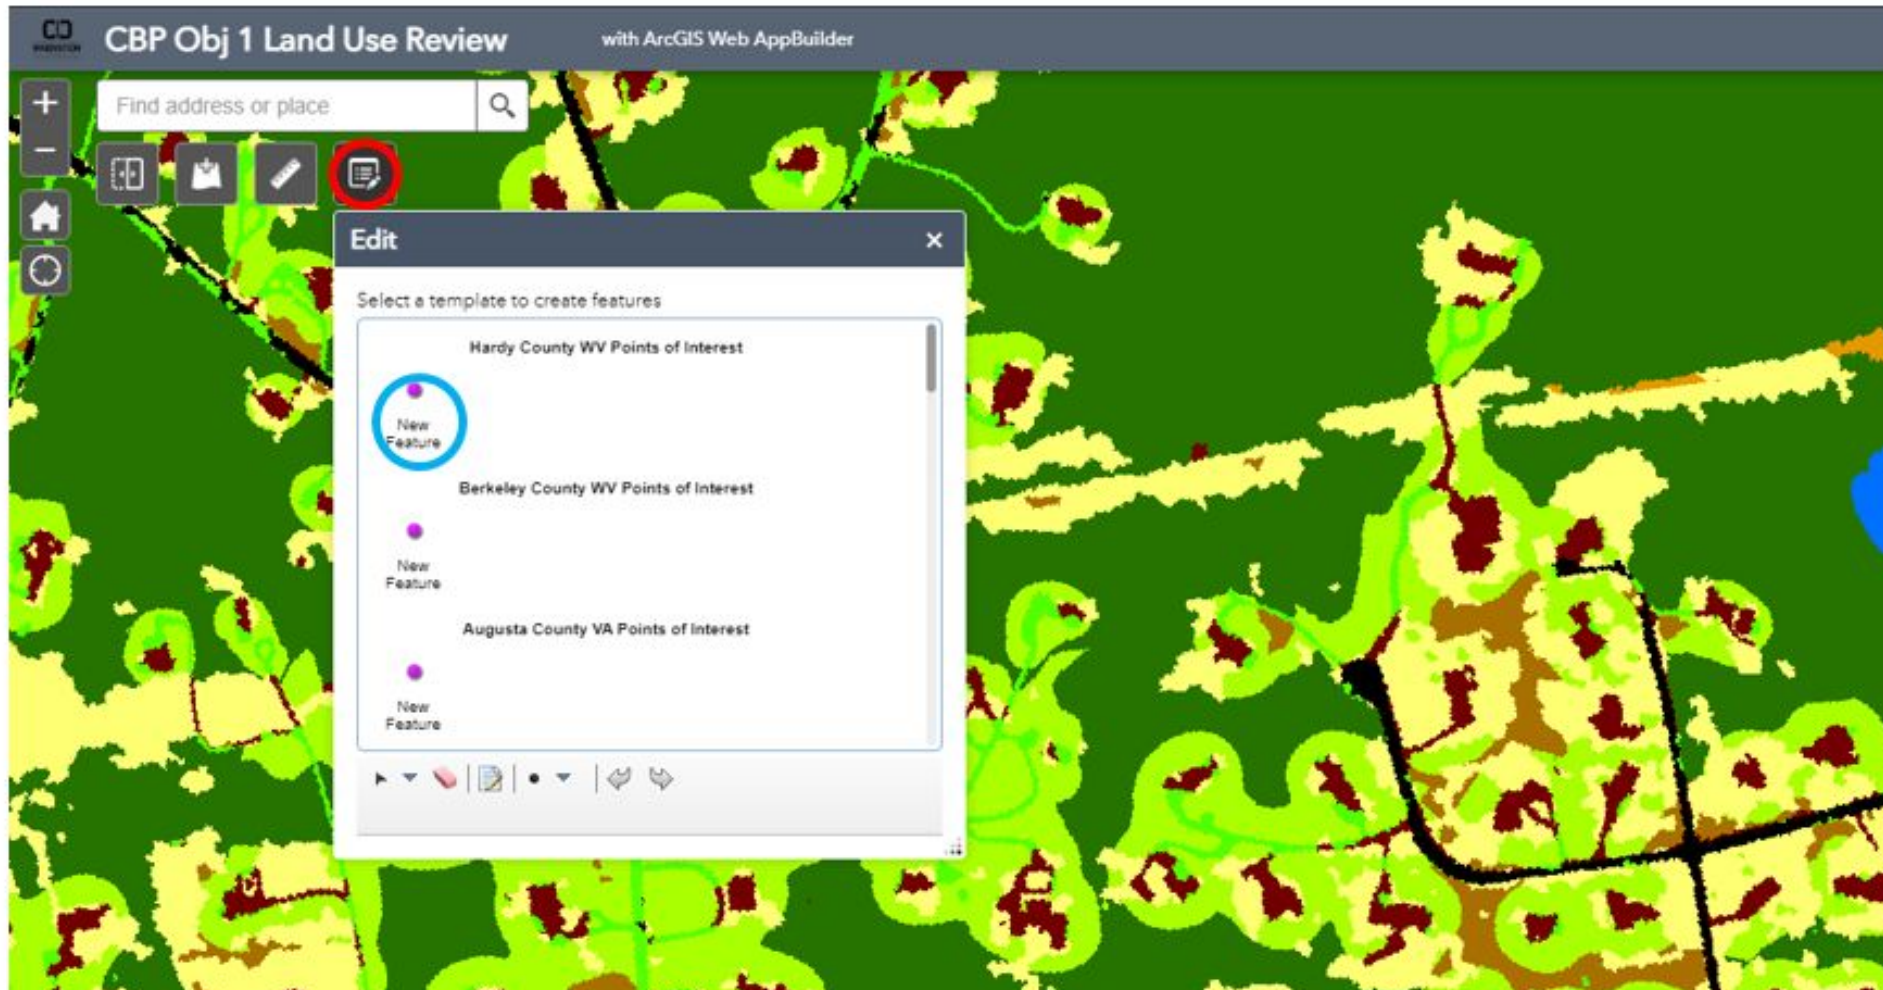 CBP Obj 1 Land Use Review
with ArcGIS Web AppBuilder
Find address or place
Edit
Select a template to create features
Hardy County WV Points of Interest
New
Feature
Berkeley County WV Points of Interest
New
Feature
Augusta County VA Points of Interest
New
Feature